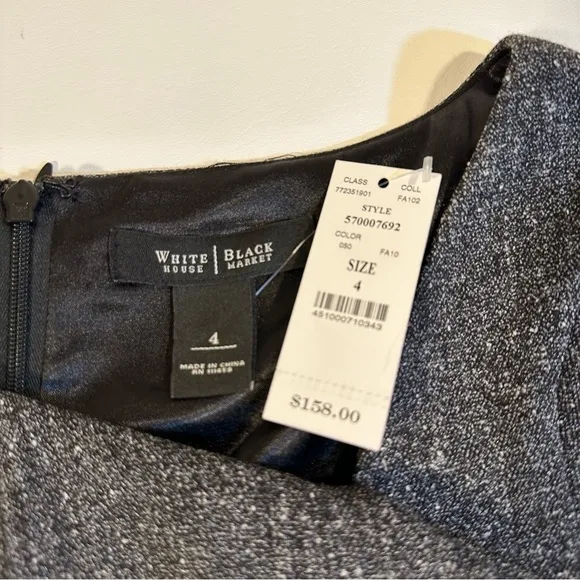 WHITE HOUSE | BLACK MARKET
4
MADE IN CHINA
RN 111653
CLASS COLL
772351901 FA102
STYLE
570007692
COLOR
050 FA10
SIZE
4
451000710343
$158.00